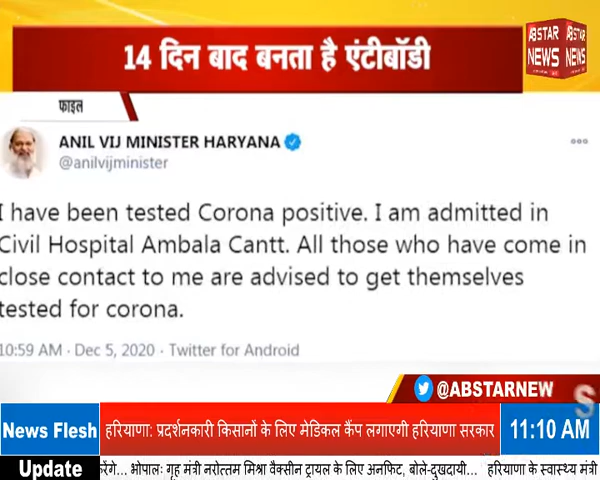 14 दिन बाद बनता है एंटीबॉडी
ABSTAR NEWS
ABSTAR NEWS
फाइल
ANIL VIJ MINISTER HARYANA
@anilvijminister
I have been tested Corona positive. I am admitted in
Civil Hospital Ambala Cantt. All those who have come in
close contact to me are advised to get themselves
tested for corona.
10:59 AM · Dec 5, 2020 · Twitter for Android
@ABSTARNEW
S
News Flesh
हरियाणा: प्रदर्शनकारी किसानों के लिए मेडिकल कैंप लगाएगी हरियाणा सरकार
11:10 AM
Update
रेंगे... भोपालः गृह मंत्री नरोत्तम मिश्रा वैक्सीन ट्रायल के लिए अनफिट, बोले-दुखदायी... हरियाणा के स्वास्थ्य मंत्री